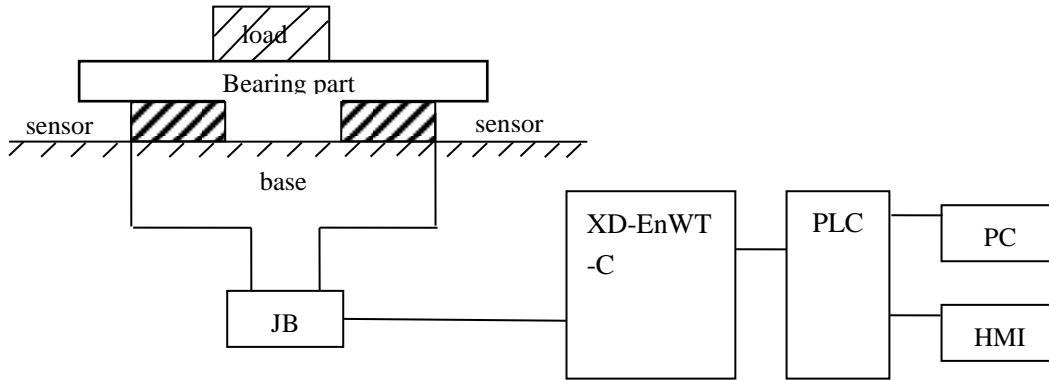 load
Bearing part
sensor
sensor
base
XD-EnWT
-C
PLC
PC
JB
HMI